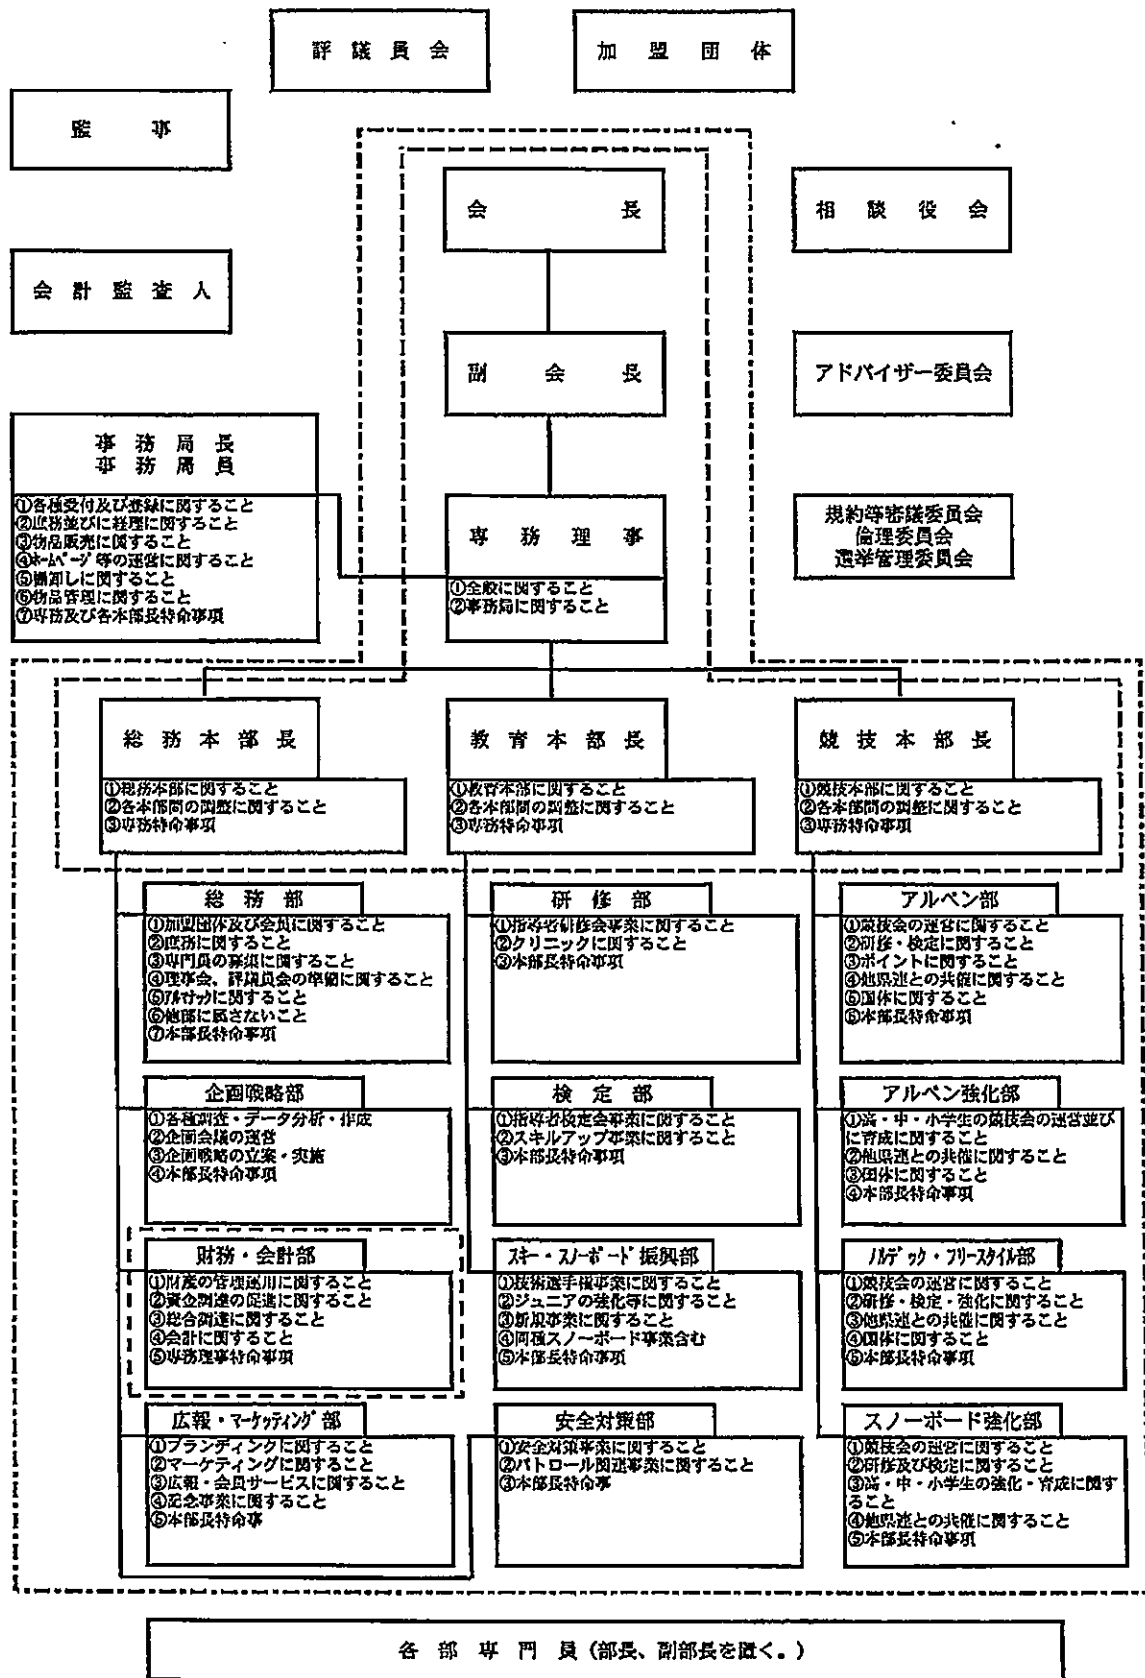 評議員会
加盟団体
監事
会長
相談役会
会計監査人
副会長
アドバイザー委員会
事務局長
事務局員
①各種受付及び登録に関すること
②庶務並びに経理に関すること
③物品販売に関すること
④ホームページ等の運営に関すること
⑤棚卸しに関すること
⑥物品管理に関すること
⑦専務及び各本部長特命事項
専務理事
①全般に関すること
②事務局に関すること
規約等審議委員会
倫理委員会
選挙管理委員会
総務本部長
①総務本部に関すること
②各本部間の調整に関すること
③専務特命事項
教育本部長
①教育本部に関すること
②各本部間の調整に関すること
③専務特命事項
競技本部長
①競技本部に関すること
②各本部間の調整に関すること
③専務特命事項
総務部
①加盟団体及び会員に関すること
②庶務に関すること
③専門員の募集に関すること
④理事会、評議員会の準備に関すること
⑤アルマナックに関すること
⑥他部に属さないこと
⑦本部長特命事項
研修部
①指導者研修会事業に関すること
②クリニックに関すること
③本部長特命事項
アルペン部
①競技会の運営に関すること
②研修・検定に関すること
③ポイントに関すること
④他県連との共催に関すること
⑤国体に関すること
⑥本部長特命事項
企画戦略部
①各種調査・データ分析・作成
②企画会議の運営
③企画戦略の立案・実施
④本部長特命事項
検定部
①指導者検定会事業に関すること
②スキルアップ事業に関すること
③本部長特命事項
アルペン強化部
①高・中・小学生の競技会の運営並び
に育成に関すること
②他県連との共催に関すること
③国体に関すること
④本部長特命事項
財務・会計部
①財産の管理運用に関すること
②資金調達の促進に関すること
③総合調達に関すること
④会計に関すること
⑤専務理事特命事項
スキー・スノーボード振興部
①技術選手権事業に関すること
②ジュニアの強化等に関すること
③新規事業に関すること
④同種スノーボード事業含む
⑤本部長特命事項
ノルデック・フリースタイル部
①競技会の運営に関すること
②研修・検定・強化に関すること
③他県連との共催に関すること
④国体に関すること
⑤本部長特命事項
広報・マーケッティング部
①ブランディングに関すること
②マーケティングに関すること
③広報・会員サービスに関すること
④記念事業に関すること
⑤本部長特命事
安全対策部
①安全対策事業に関すること
②パトロール関連事業に関すること
③本部長特命事
スノーボード強化部
①競技会の運営に関すること
②研修及び検定に関すること
③高・中・小学生の強化・育成に関す
ること
④他県連との共催に関すること
⑤本部長特命事項
各部専門員(部長、副部長を置く。)